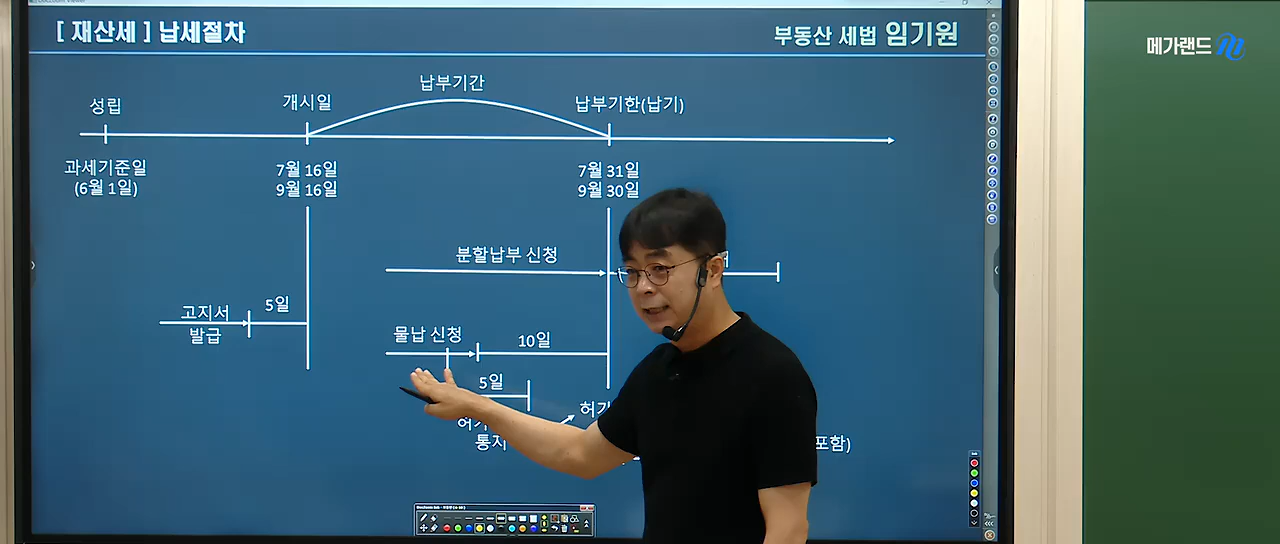 [ 재산세 ] 납세절차
부동산 세법 임기원
메가랜드
납부기간
성립
개시일
납부기한(납기)
과세기준일
(6월 1일)
7월 16일
9월 16일
7월 31일
9월 30일
분할납부 신청
고지서
발급
5일
물납 신청
10일
5일
통지
포함)